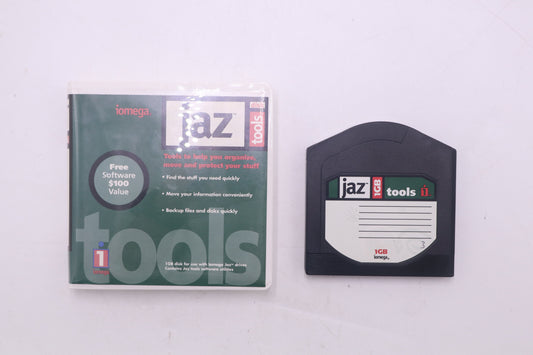 iomega
jaz
tools
Tools to help you organize,
move and protect your stuff
• Find the stuff you need quickly
• Move your information conveniently
• Backup files and disks quickly
Free
Software
$100
Value
tools
1GB disk for use with Iomega Jaz drives
Contains Jaz tools software utilities
jaz
1GB
tools
3
1GB
iomega